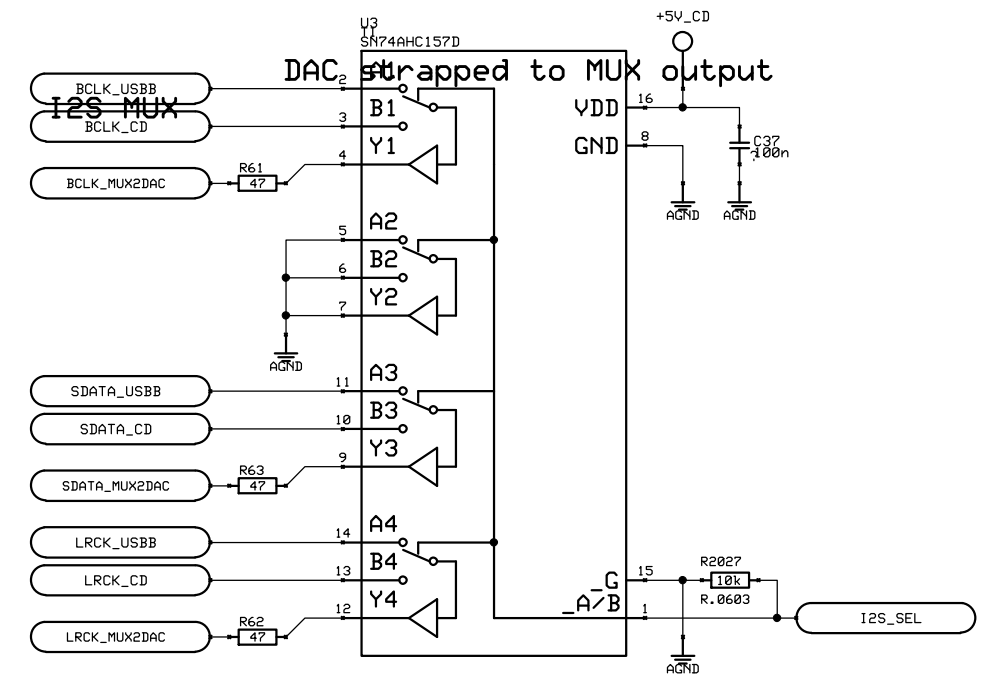 U3
SN74AHC157D
+5V_CD
DAC strapped to MUX output
I2S MUX
BCLK_USBB
2
A1
BCLK_CD
3
B1
BCLK_MUX2DAC
R61
47
4
Y1
VDD
16
GND
8
C37
100n
AGND
AGND
5
A2
6
B2
7
Y2
AGND
SDATA_USBB
11
A3
SDATA_CD
10
B3
SDATA_MUX2DAC
R63
47
9
Y3
LRCK_USBB
14
A4
LRCK_CD
13
B4
LRCK_MUX2DAC
R62
47
12
Y4
_G
15
R2027
10k
R.0603
_A/B
1
I2S_SEL
AGND